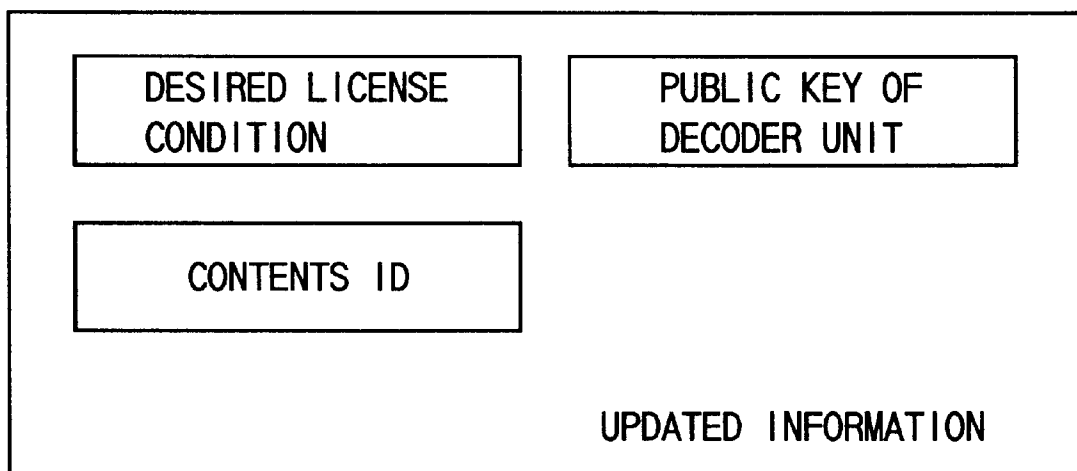 DESIRED LICENSE
CONDITION
PUBLIC KEY OF
DECODER UNIT
CONTENTS ID
UPDATED INFORMATION